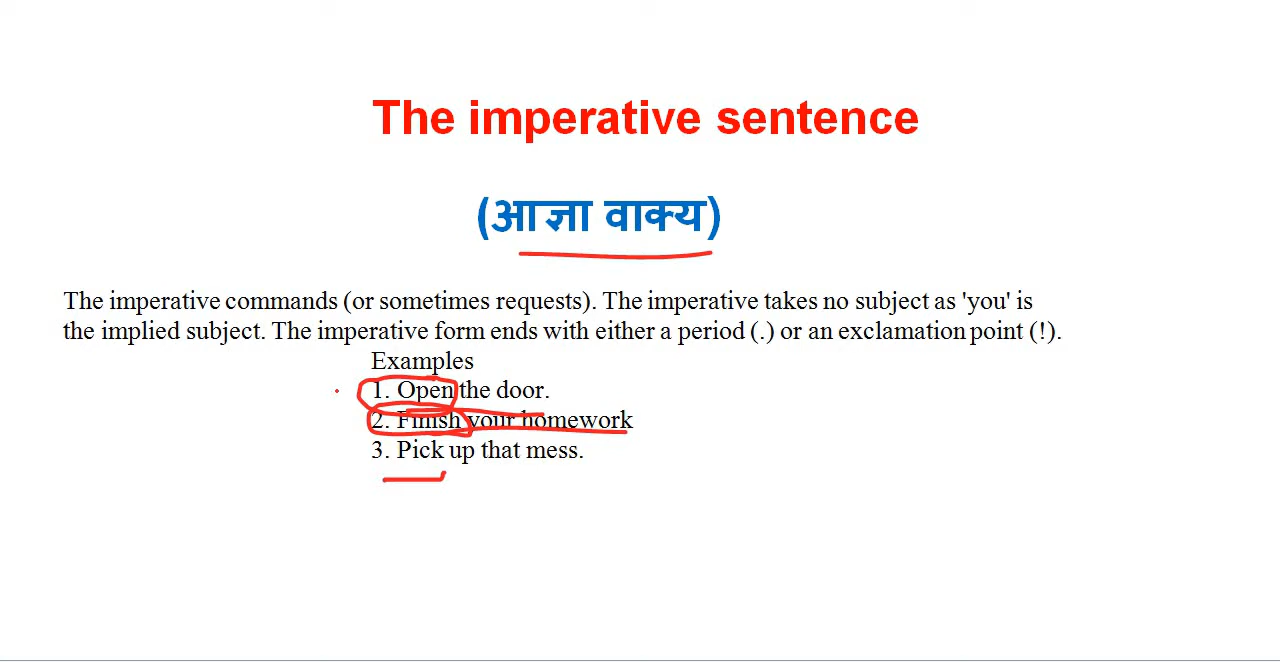 The imperative sentence
(आज्ञा वाक्य)
The imperative commands (or sometimes requests). The imperative takes no subject as 'you' is
the implied subject. The imperative form ends with either a period (.) or an exclamation point (!).
Examples
1. Open the door.
2. Finish your homework
3. Pick up that mess.